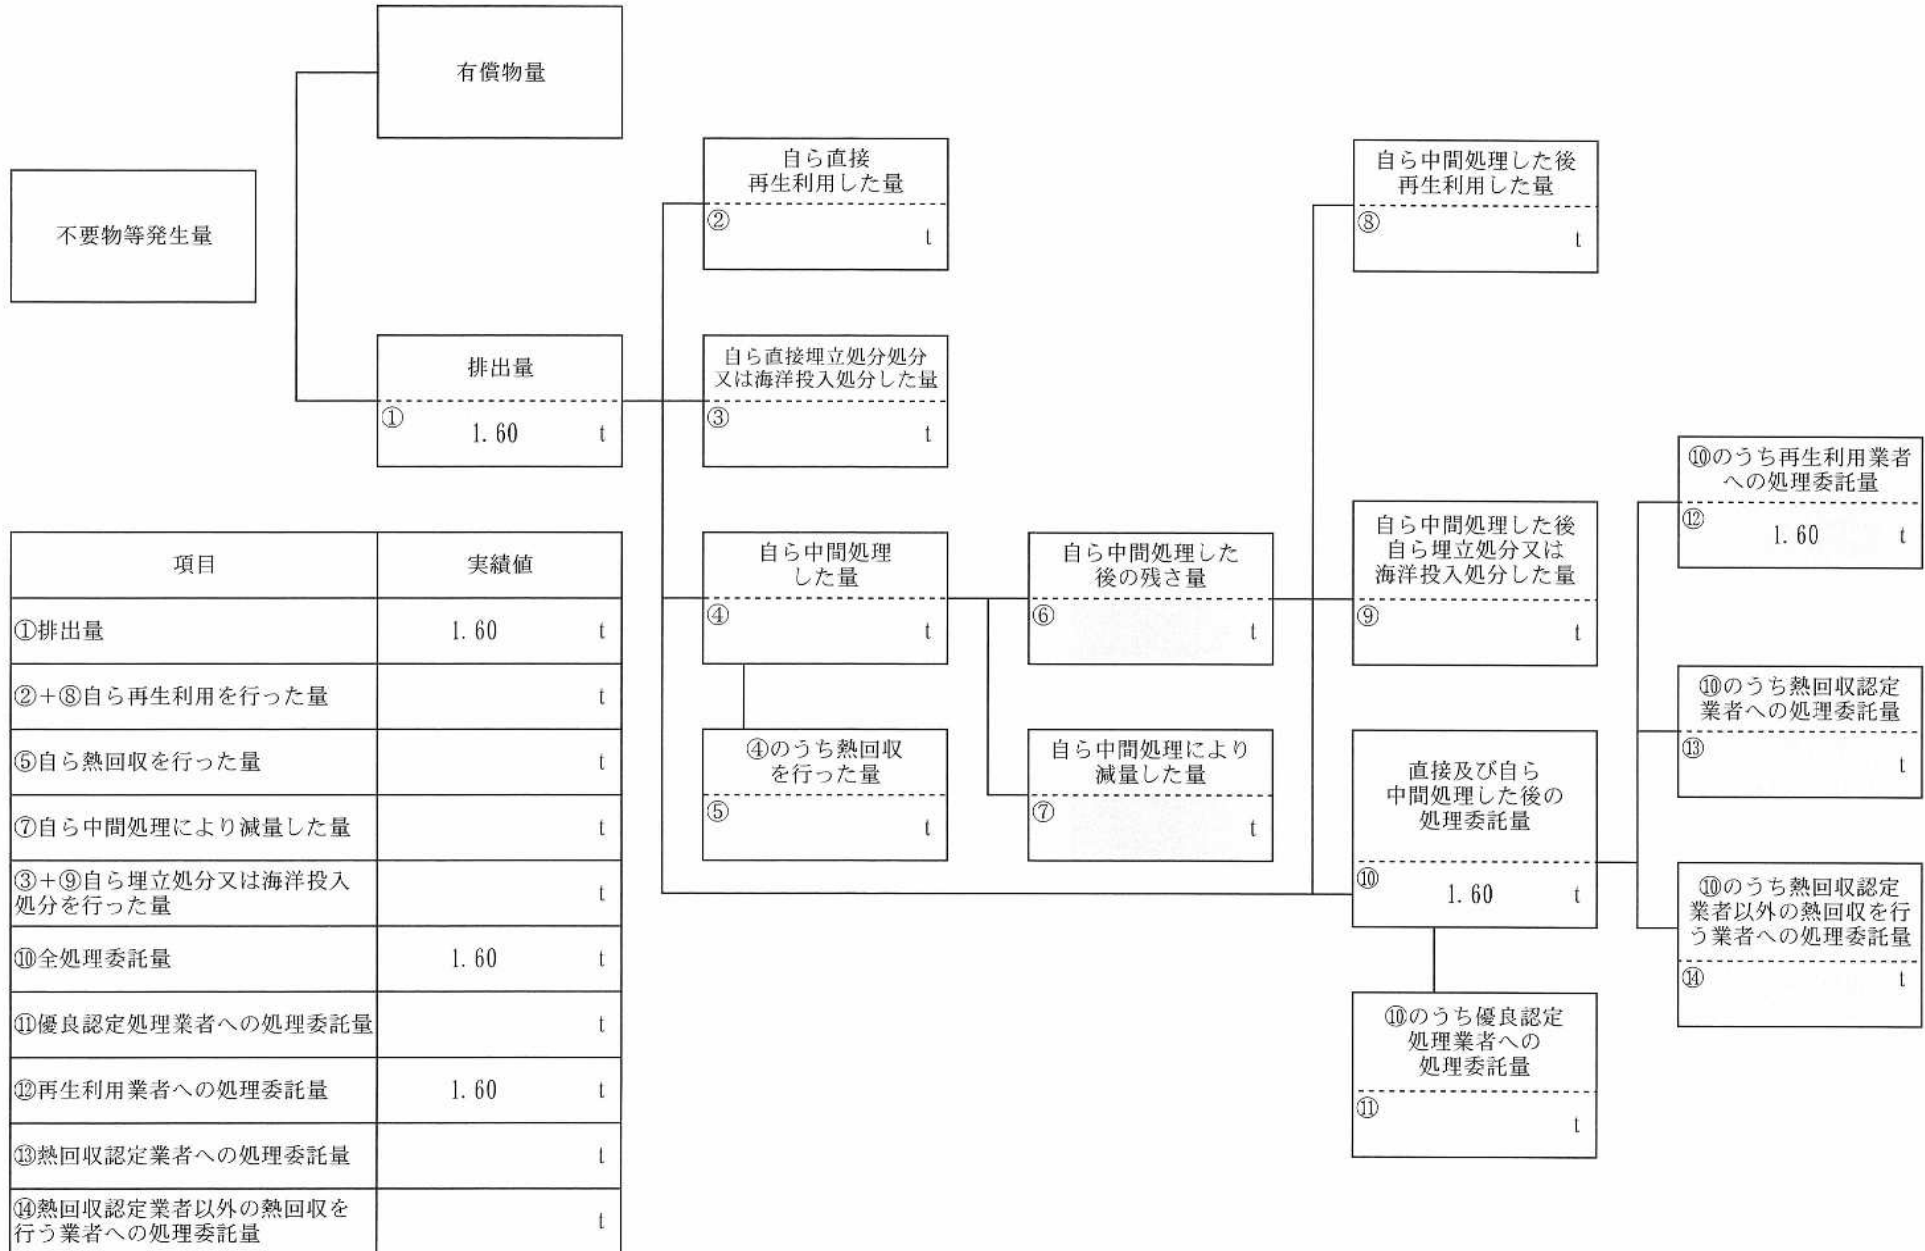 有償物量
不要物等発生量
排出量
①
1.60 t
自ら直接
再生利用した量
②
t
自ら直接埋立処分処分
又は海洋投入処分した量
③
t
自ら中間処理
した量
④
t
④のうち熱回収
を行った量
⑤
t
自ら中間処理した
後の残さ量
⑥
t
自ら中間処理により
減量した量
⑦
t
自ら中間処理した後
再生利用した量
⑧
t
自ら中間処理した後
自ら埋立処分又は
海洋投入処分した量
⑨
t
直接及び自ら
中間処理した後の
処理委託量
⑩
1.60 t
⑩のうち優良認定
処理業者への
処理委託量
⑪
t
⑩のうち再生利用業者
への処理委託量
⑫
1.60 t
⑩のうち熱回収認定
業者への処理委託量
⑬
t
⑩のうち熱回収認定
業者以外の熱回収を行
う業者への処理委託量
⑭
t
項目 実績値
①排出量 1.60 t
②+⑧自ら再生利用を行った量 t
⑤自ら熱回収を行った量 t
⑦自ら中間処理により減量した量 t
③+⑨自ら埋立処分又は海洋投入
処分を行った量 t
⑩全処理委託量 1.60 t
⑪優良認定処理業者への処理委託量 t
⑫再生利用業者への処理委託量 1.60 t
⑬熱回収認定業者への処理委託量 t
⑭熱回収認定業者以外の熱回収を
行う業者への処理委託量 t